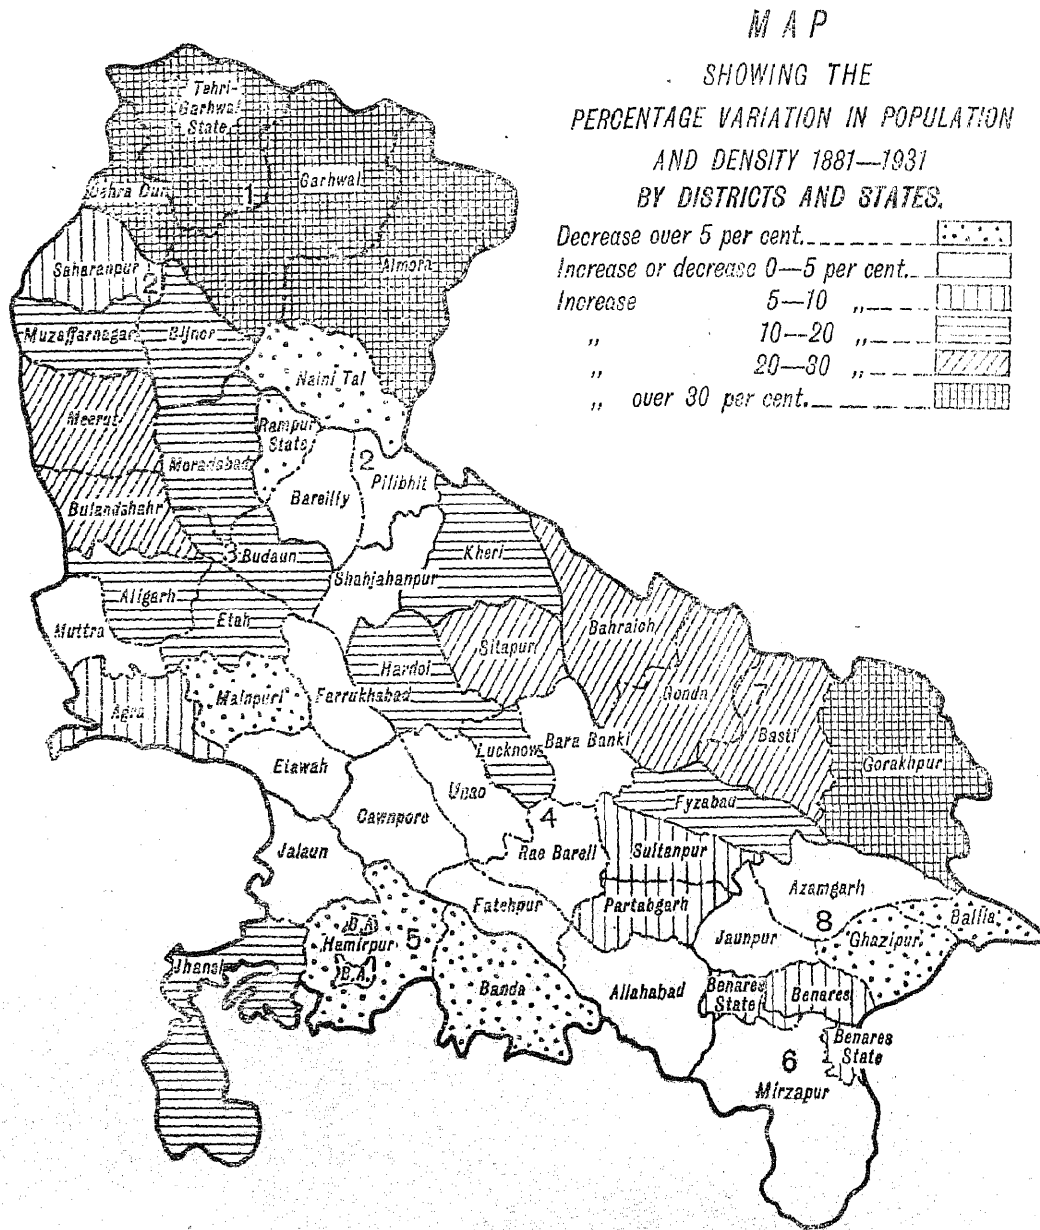 MAP
SHOWING THE
PERCENTAGE VARIATION IN POPULATION
AND DENSITY 1881—1931
BY DISTRICTS AND STATES.
Decrease over 5 per cent.
Increase or decrease 0—5 per cent.
Increase 5—10 „
„ 10—20 „
„ 20—30 „
„ over 30 per cent.
Tehri-
Garhwal
State
Dehra Dun
1
Garhwal
Almora
Saharanpur
2
Muzaffarnagar
Bijnor
Naini Tal
Meerut
Moradabad
Rampur
State
2
Pilibhit
Bareilly
Bulandshahr
3
Budaun
Shahjahanpur
Kheri
Aligarh
Etah
Muttra
Bahraich
Sitapur
Hardoi
Farrukhabad
Mainpuri
Agra
Gonda
7
Basti
Gorakhpur
Etawah
Lucknow
Bara Banki
Unao
Cawnpore
Fyzabad
4
Rae Bareli
Sultanpur
Jalaun
Fatehpur
Partabgarh
Azamgarh
8
Ballia
Ghazipur
Jaunpur
B.A.
Hamirpur
5
B.A.
Jhansi
Banda
Allahabad
Benares
State
Benares
Benares
State
6
Mirzapur